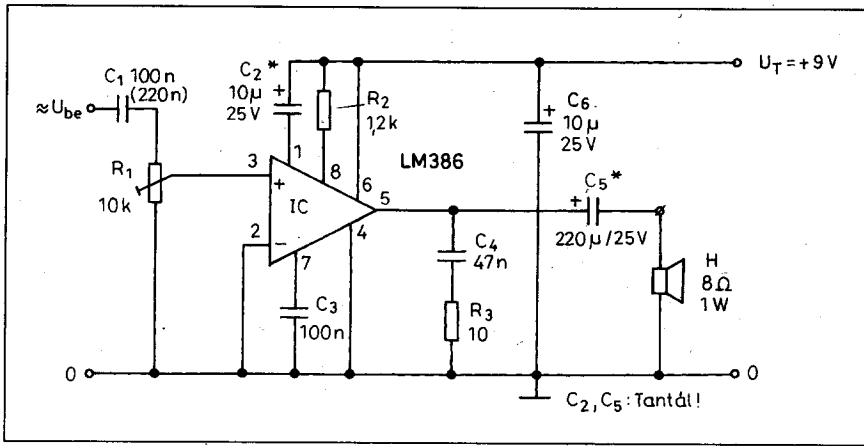 C₁ 100n
(220n)
≈U_be
R₁
10k
C₂ *
10µ
25V
+
R₂
1,2k
LM386
1
8
6
3
+
IC
2
−
7
4
5
C₃
100n
C₄
47n
R₃
10
+
C₆
10µ
25V
U_T = +9V
C₅ *
+
220µ/25V
H
8Ω
1W
0
0
C₂, C₅ : Tantál!